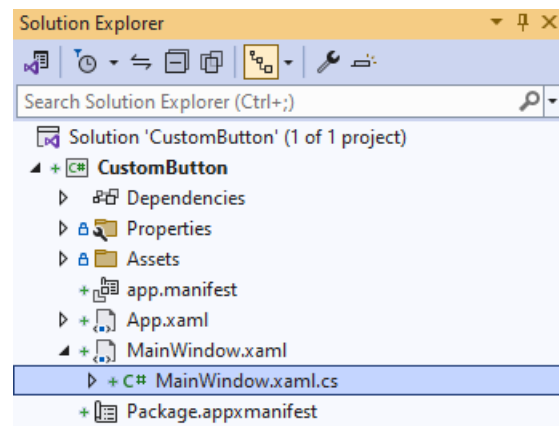 Solution Explorer
Search Solution Explorer (Ctrl+;)
Solution 'CustomButton' (1 of 1 project)
+ C# CustomButton
Dependencies
Properties
Assets
+ app.manifest
+ App.xaml
+ MainWindow.xaml
+ C# MainWindow.xaml.cs
+ Package.appxmanifest